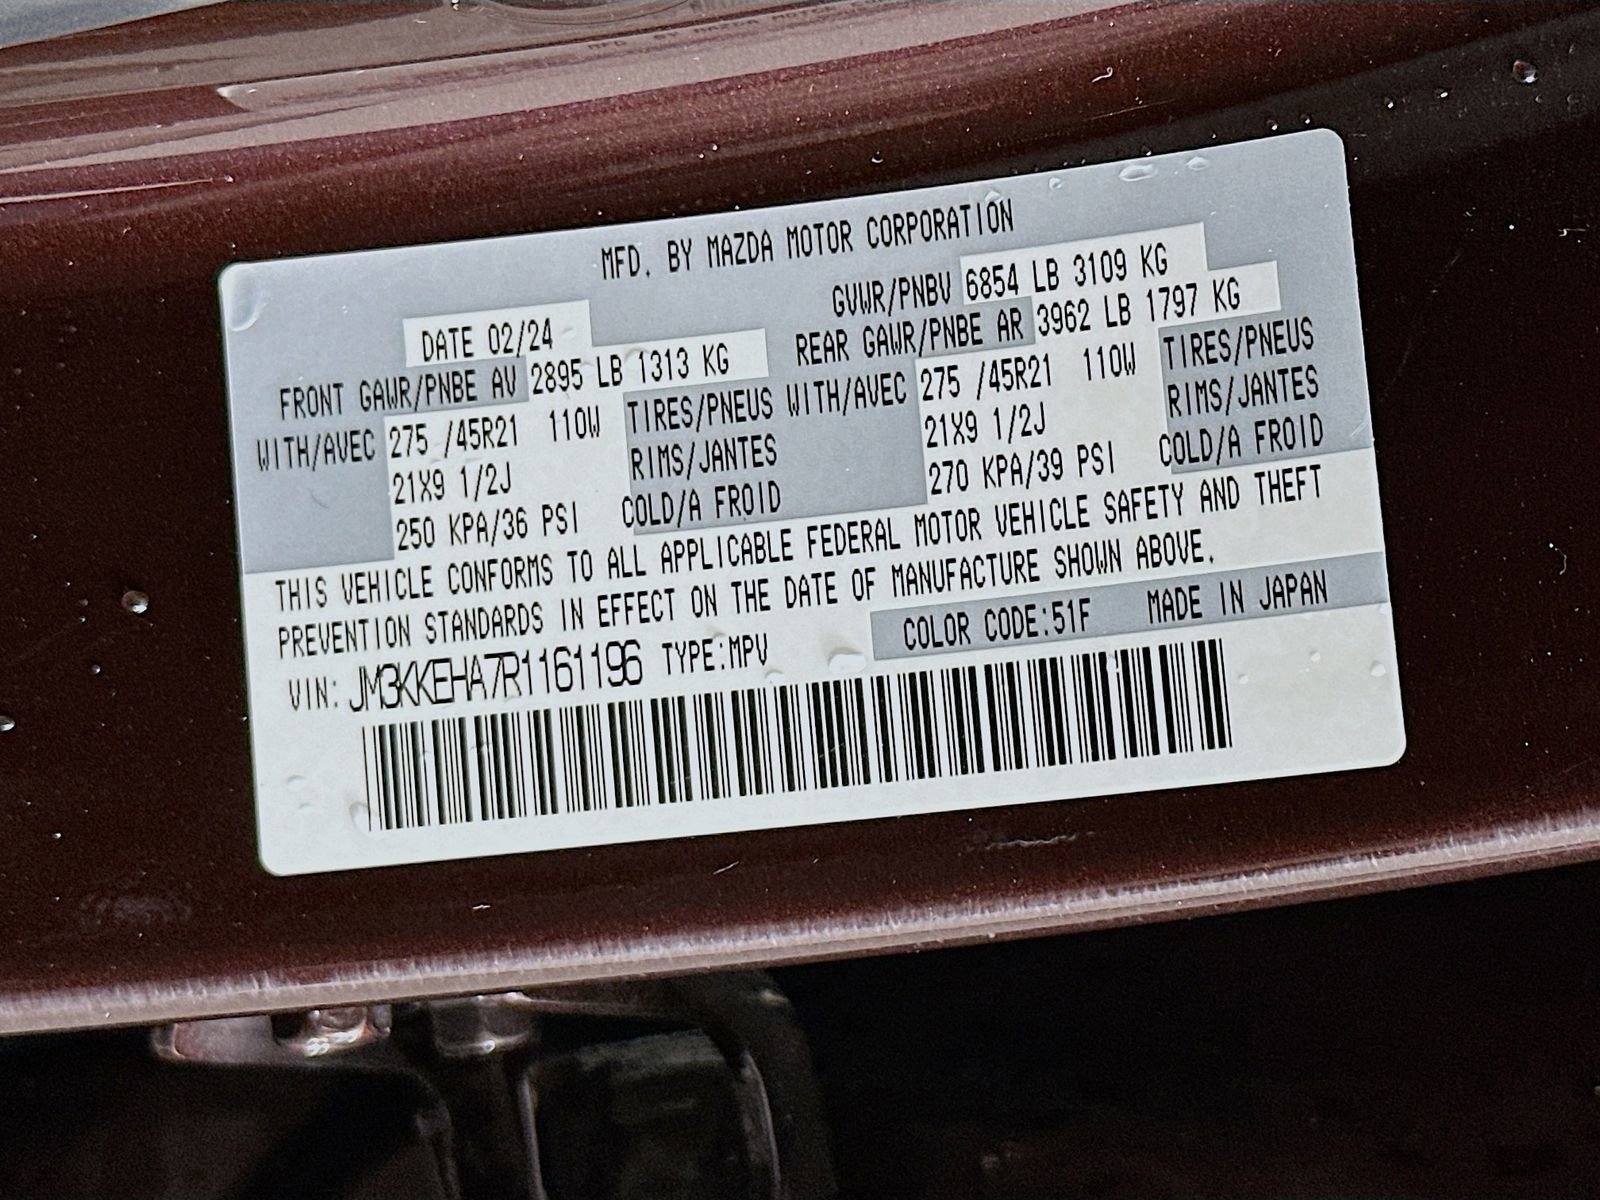 MFD. BY MAZDA MOTOR CORPORATION
DATE 02/24 GVWR/PNBV 6854 LB 3109 KG
FRONT GAWR/PNBE AV 2895 LB 1313 KG REAR GAWR/PNBE AR 3962 LB 1797 KG
WITH/AVEC 275 /45R21 110W TIRES/PNEUS WITH/AVEC 275 /45R21 110W TIRES/PNEUS
21X9 1/2J RIMS/JANTES 21X9 1/2J RIMS/JANTES
250 KPA/36 PSI COLD/A FROID 270 KPA/39 PSI COLD/A FROID
THIS VEHICLE CONFORMS TO ALL APPLICABLE FEDERAL MOTOR VEHICLE SAFETY AND THEFT
PREVENTION STANDARDS IN EFFECT ON THE DATE OF MANUFACTURE SHOWN ABOVE.
COLOR CODE:51F MADE IN JAPAN
VIN: JM3KKEHA7R1161196 TYPE:MPV